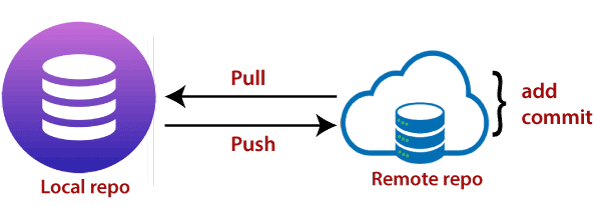 Pull
Push
Local repo
Remote repo
add
commit